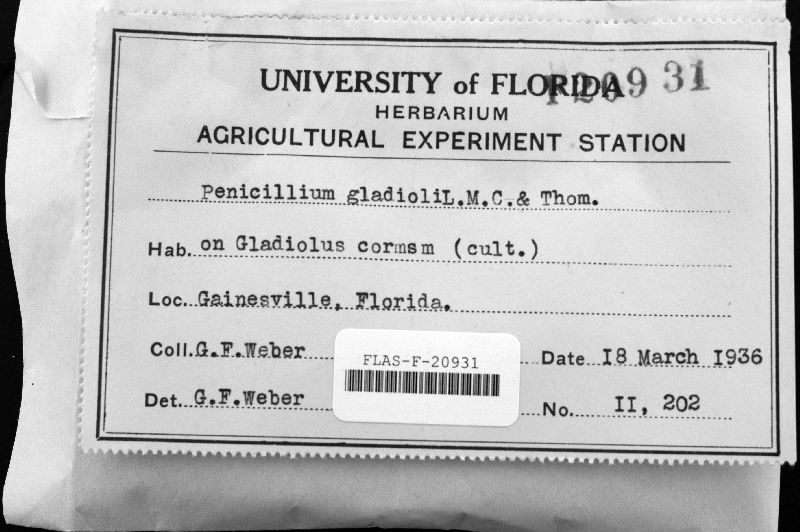 UNIVERSITY of FLORIDA F20931
HERBARIUM
AGRICULTURAL EXPERIMENT STATION
Penicillium gladioliL.M.C.& Thom.
Hab. on Gladiolus cormsm (cult.)
Loc. Gainesville, Florida.
Coll. G.F.Weber Date I8 March I936
FLAS-F-20931
Det. G.F.Weber No. II, 202